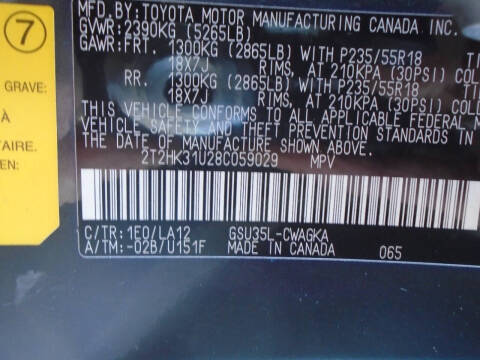 MFD. BY: TOYOTA MOTOR MANUFACTURING CANADA INC.
GVWR: 2390KG (5265LB)
GAWR: FRT. 1300KG (2865LB) WITH P235/55R18
18X7J RIMS, AT 210KPA (30PSI) COL
RR. 1300KG (2865LB) WITH P235/55R18
18X7J RIMS, AT 210KPA (30PSI) COL
THIS VEHICLE CONFORMS TO ALL APPLICABLE FEDERAL
VEHICLE SAFETY AND THEFT PREVENTION STANDARDS IN
THE DATE OF MANUFACTURE SHOWN ABOVE.
2T2HK31U28C059029 MPV
C/TR: 1E0/LA12 GSU35L-CWAGKA
A/TM: -02B/U151F MADE IN CANADA 065
7
GRAVE:
À
TAIRE.